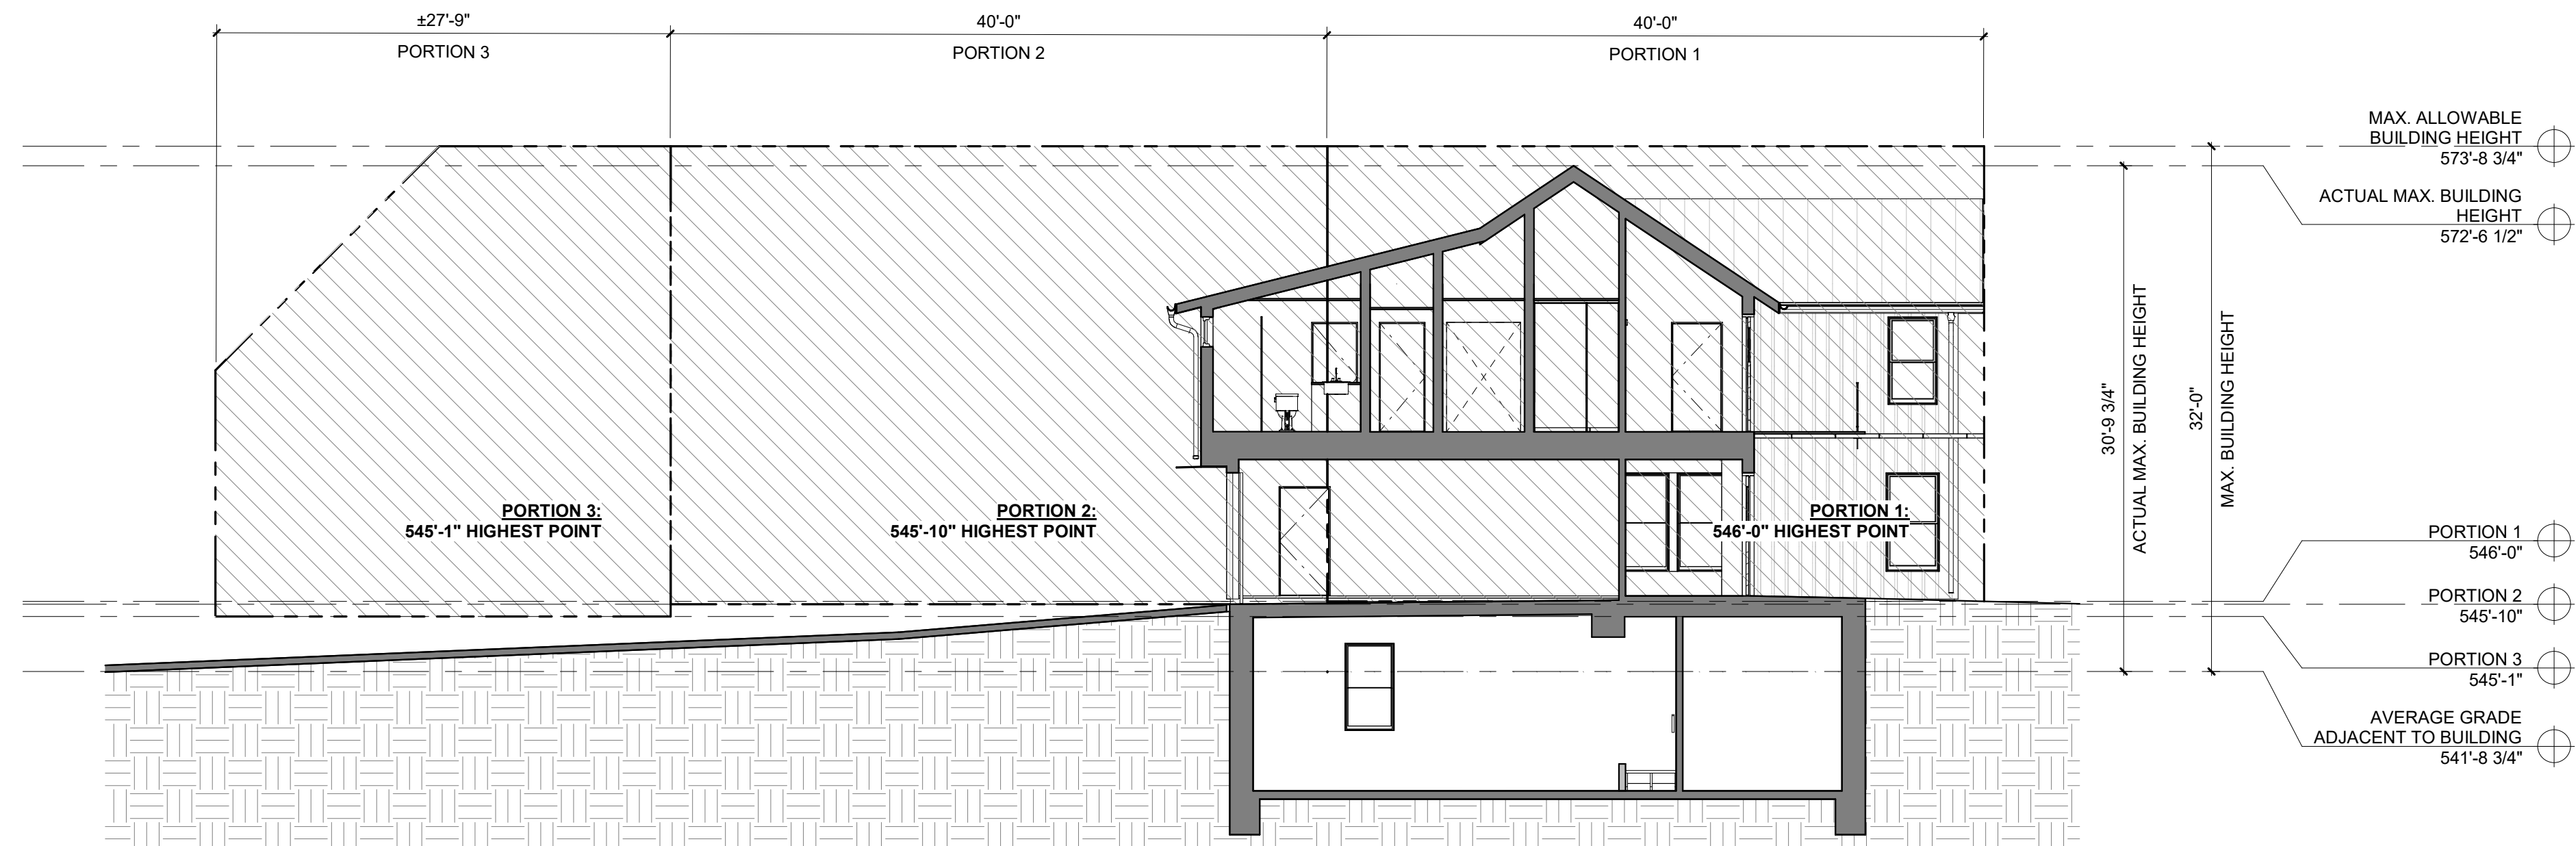 ±27'-9"
40'-0"
40'-0"
PORTION 3
PORTION 2
PORTION 1
MAX. ALLOWABLE
BUILDING HEIGHT
573'-8 3/4"
ACTUAL MAX. BUILDING
HEIGHT
572'-6 1/2"
30'-9 3/4"
ACTUAL MAX. BUILDING HEIGHT
32'-0"
MAX. BUILDING HEIGHT
PORTION 3:
545'-1" HIGHEST POINT
PORTION 2:
545'-10" HIGHEST POINT
PORTION 1:
546'-0" HIGHEST POINT
PORTION 1
546'-0"
PORTION 2
545'-10"
PORTION 3
545'-1"
AVERAGE GRADE
ADJACENT TO BUILDING
541'-8 3/4"